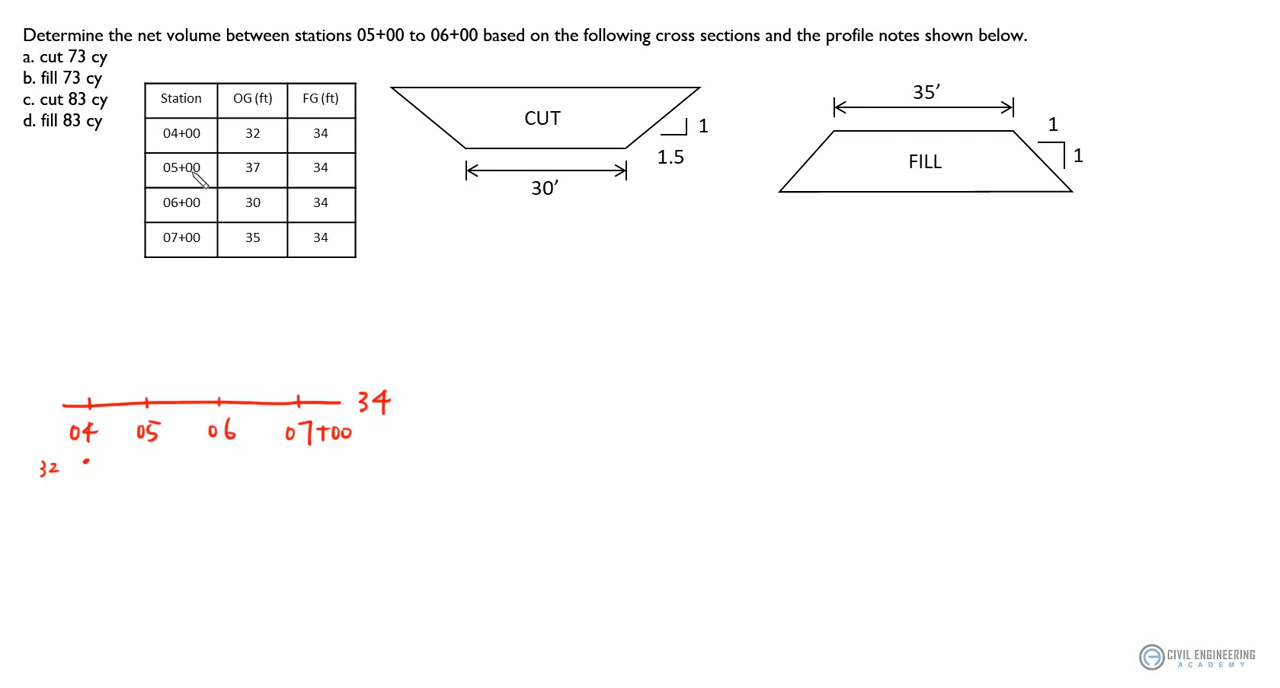 Determine the net volume between stations 05+00 to 06+00 based on the following cross sections and the profile notes shown below.
a. cut 73 cy
b. fill 73 cy
c. cut 83 cy
d. fill 83 cy
Station OG (ft) FG (ft)
04+00 32 34
05+00 37 34
06+00 30 34
07+00 35 34
CUT
1
1.5
30'
35'
1
1
FILL
34
04 05 06 07+00
32
CIVIL ENGINEERING
ACADEMY